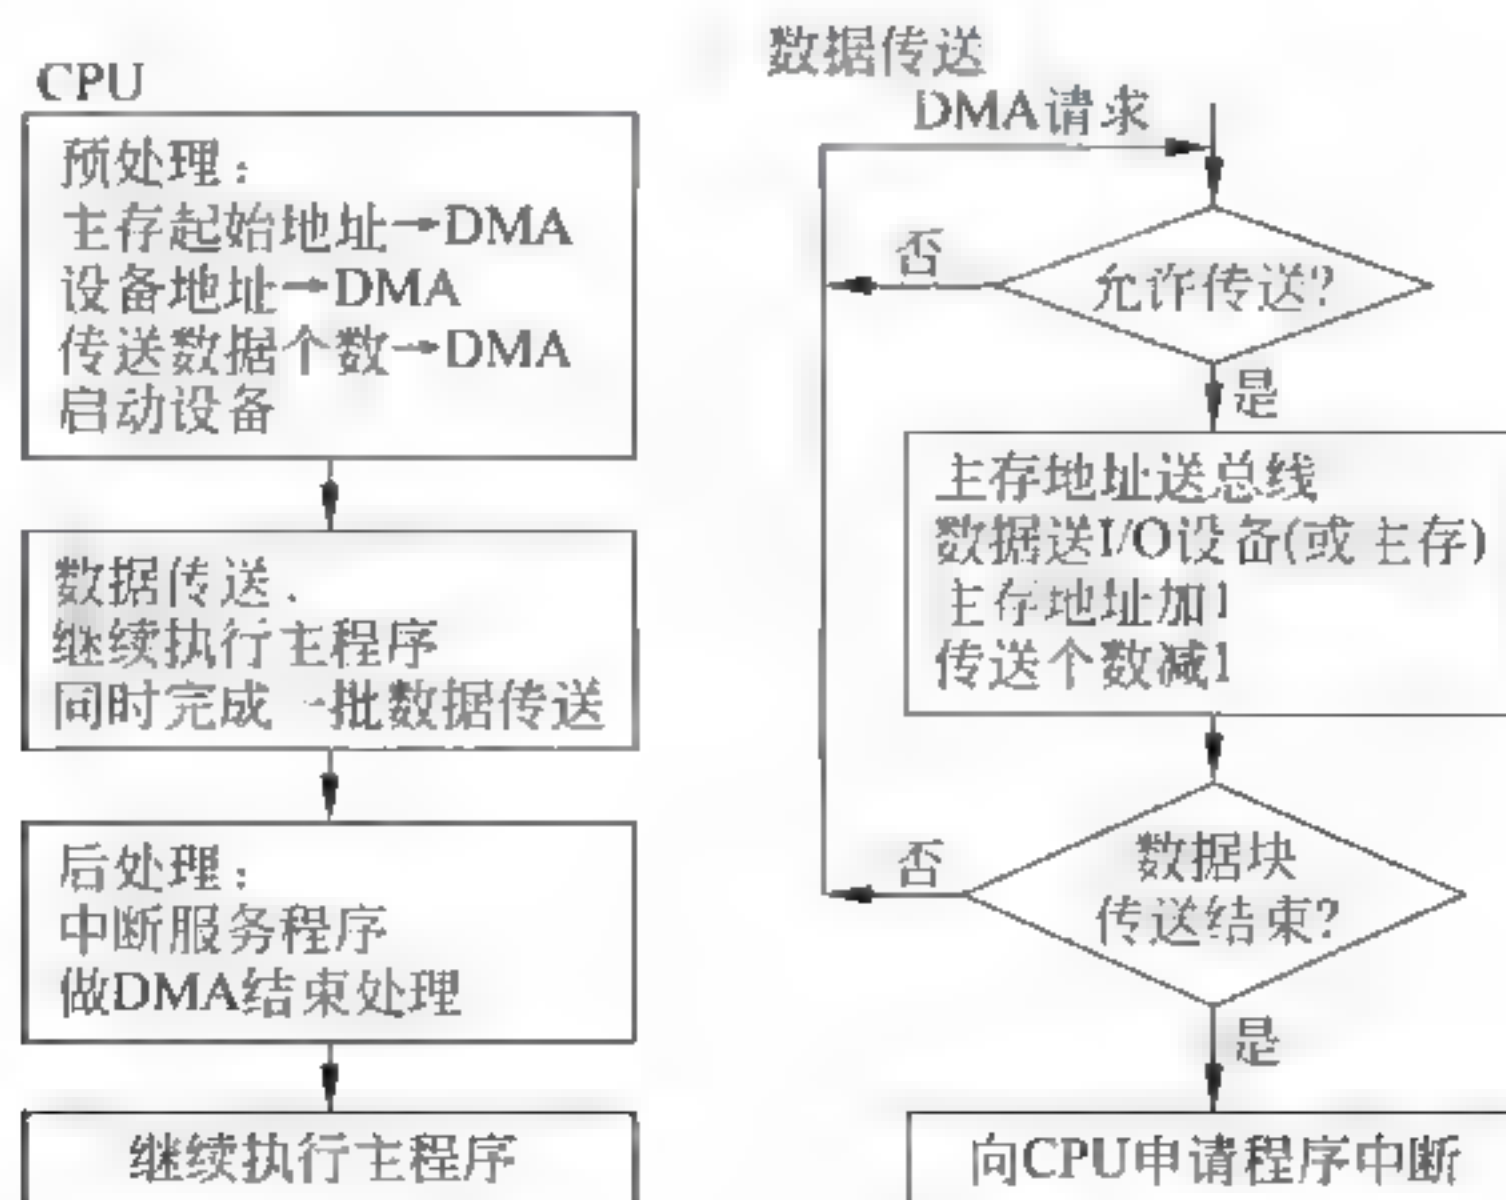 CPU
预处理：
主存起始地址→DMA
设备地址→DMA
传送数据个数→DMA
启动设备
数据传送.
继续执行主程序
同时完成一批数据传送
后处理：
中断服务程序
做DMA结束处理
继续执行主程序
数据传送
DMA请求
允许传送?
否
是
主存地址送总线
数据送I/O设备(或主存)
主存地址加1
传送个数减1
数据块
传送结束?
否
是
向CPU申请程序中断